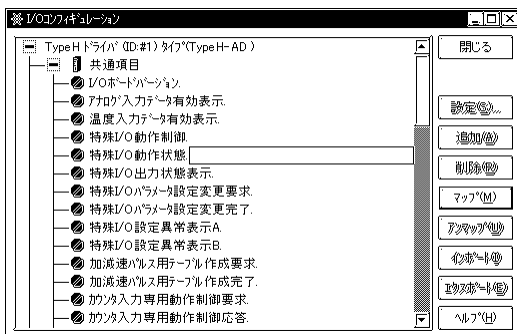 I/Oコンフィギュレーション
Type H ドライバ (ID:#1) タイプ(Type H-AD )
共通項目
I/Oボードバージョン.
アナログ入力データ有効表示.
温度入力データ有効表示.
特殊I/O動作制御.
特殊I/O動作状態.
特殊I/O出力状態表示.
特殊I/Oパラメータ設定変更要求.
特殊I/Oパラメータ設定変更完了.
特殊I/O設定異常表示A.
特殊I/O設定異常表示B.
加減速パルス用テーブル作成要求.
加減速パルス用テーブル作成完了.
カウンタ入力専用動作制御要求.
カウンタ入力専用動作制御応答.
閉じる
設定(S)...
追加(A)
削除(R)
マップ(M)
アンマップ(U)
インポート(I)
エクスポート(E)
ヘルプ(H)